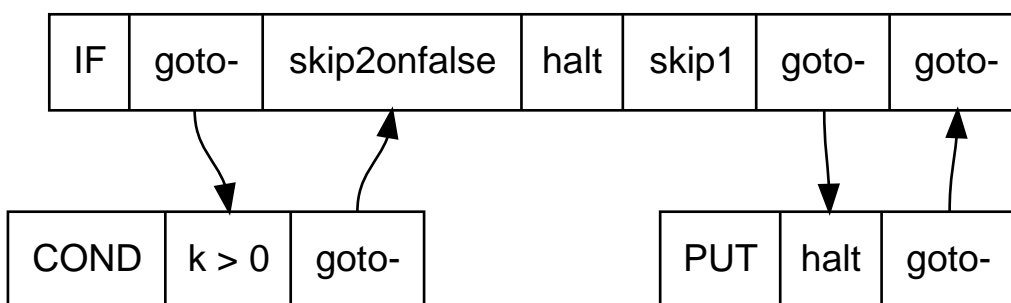 IF goto- skip2onfalse halt skip1 goto- goto-
COND k > 0 goto- PUT halt goto-